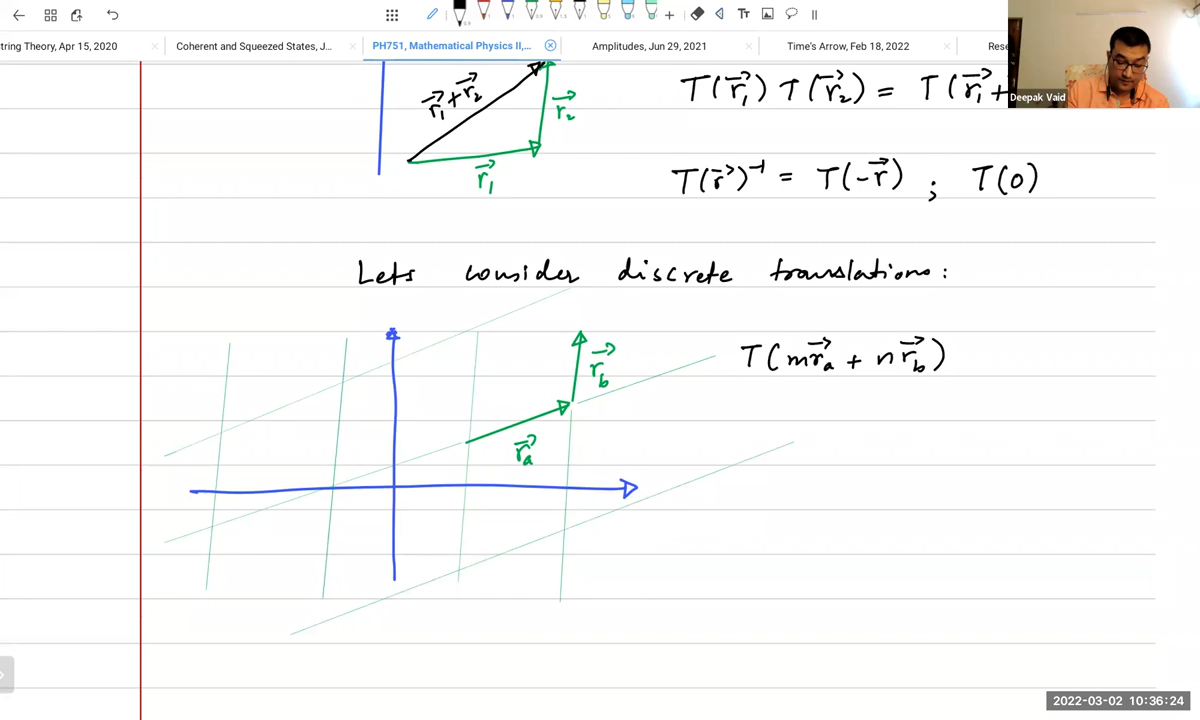 tring Theory, Apr 15, 2020
Coherent and Squeezed States, J...
PH751, Mathematical Physics II,...
Amplitudes, Jun 29, 2021
Time's Arrow, Feb 18, 2022
Rese
Deepak Vaid
r⃗₁+r⃗₂
r⃗₂
r⃗₁
T(r⃗₁) T(r⃗₂) = T(r⃗₁+
T(r⃗)⁻¹ = T(-r⃗) ; T(0)
Lets consider discrete translations:
r⃗b
r⃗a
T(mr⃗a + nr⃗b)
2022-03-02 10:36:24